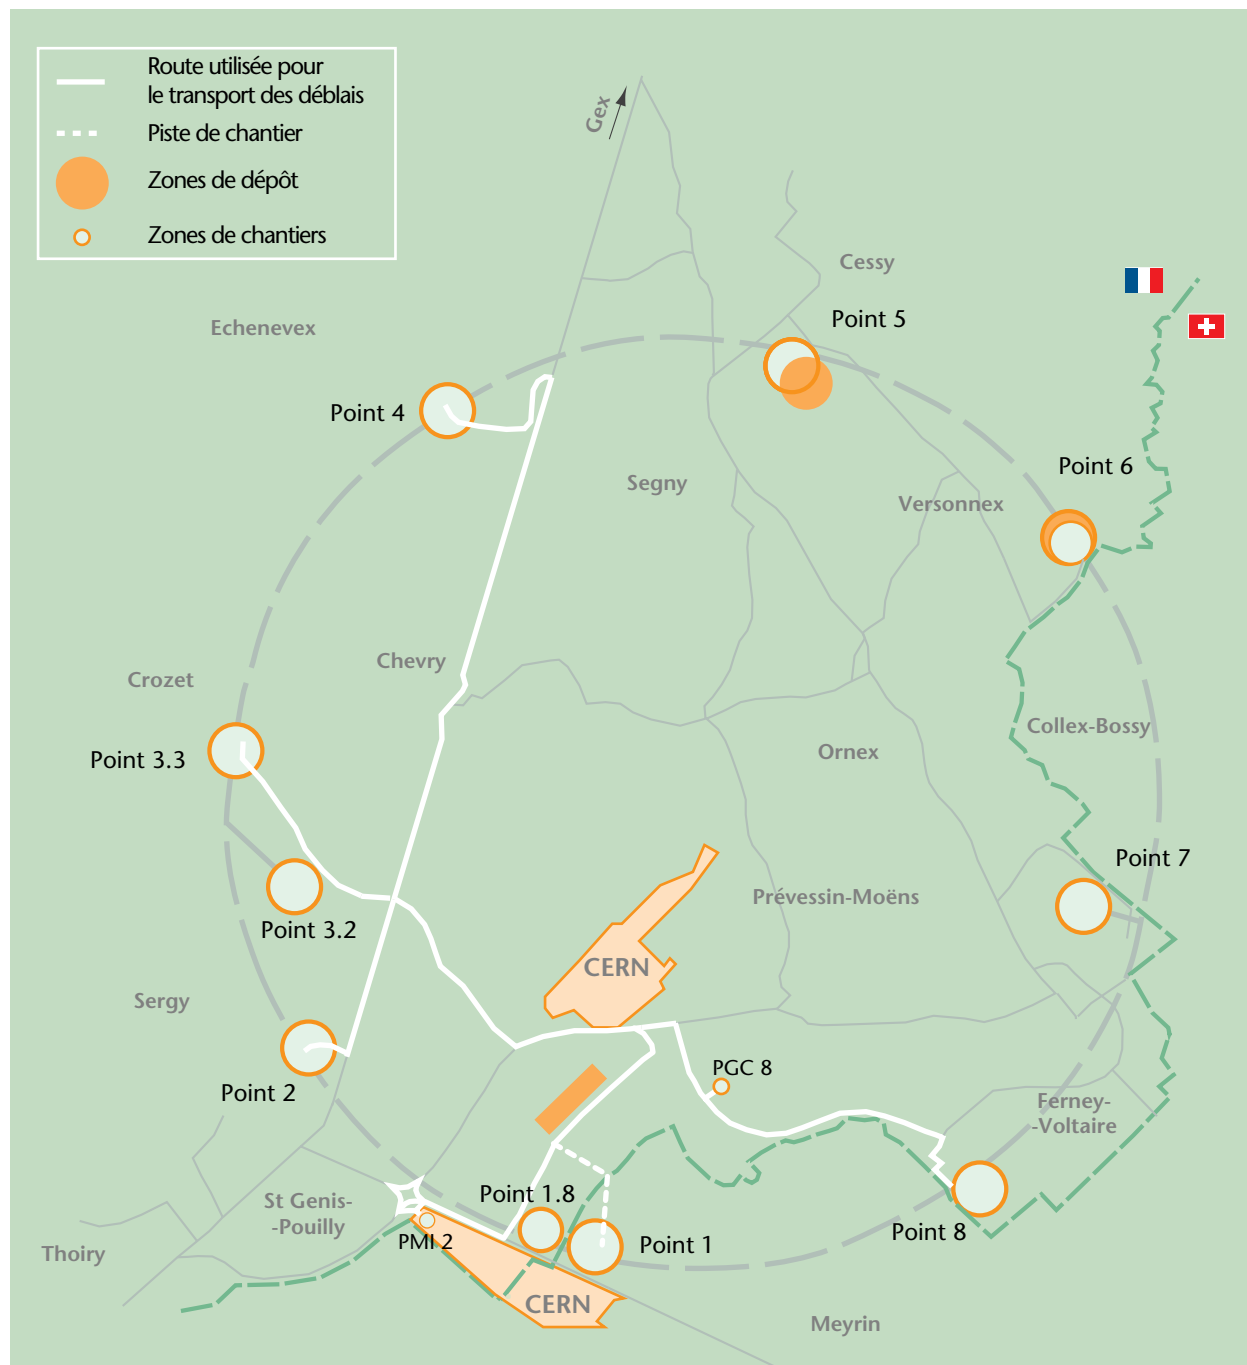 Route utilisée pour
le transport des déblais
Piste de chantier
Zones de dépôt
Zones de chantiers
Gex
Cessy
Point 5
Echenevex
Point 4
Point 6
Segny
Versonnex
Chevry
Crozet
Collex-Bossy
Point 3.3
Ornex
Point 7
Prévessin-Moëns
Point 3.2
CERN
Sergy
PGC 8
Point 2
Ferney-
-Voltaire
Point 1.8
St Genis-
-Pouilly
Point 8
PMI 2
Point 1
Thoiry
CERN
Meyrin